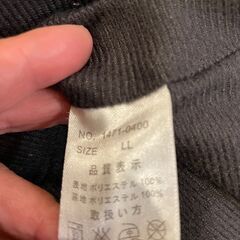 NO. 1471-0400
SIZE LL
品質表示
表地 ポリエステル 100%
裏地 ポリエステル 100%
取扱い方